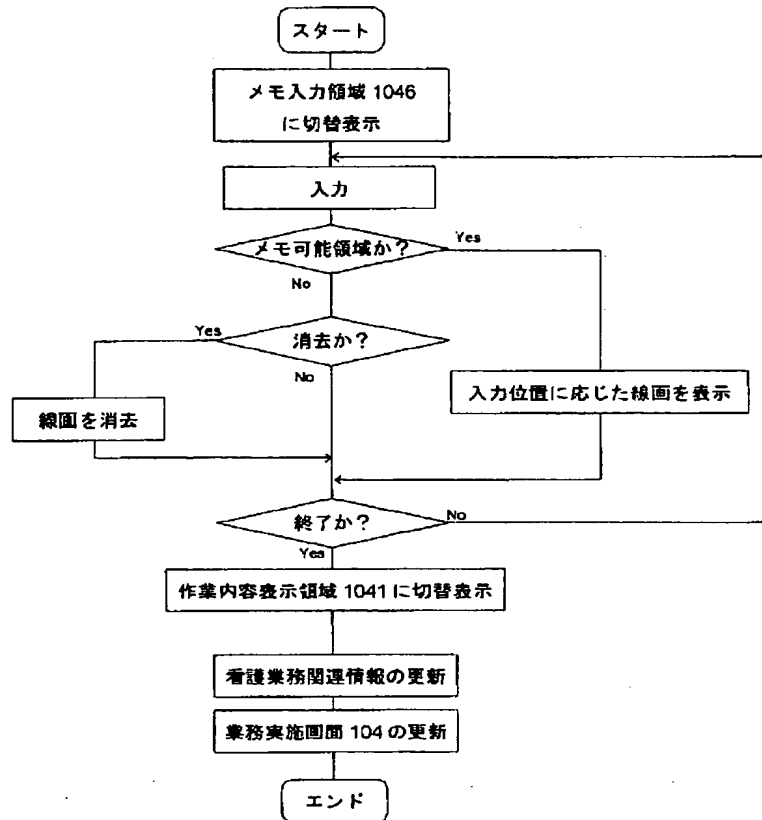 スタート
メモ入力領域 1046
に切替表示
入力
メモ可能領域か?
Yes
No
消去か?
Yes
No
線画を消去
入力位置に応じた線画を表示
終了か?
No
Yes
作業内容表示領域 1041 に切替表示
看護業務関連情報の更新
業務実施画面 104 の更新
エンド